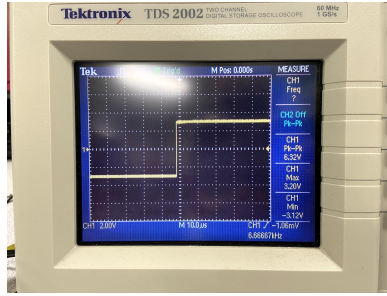 Tektronix TDS 2002 TWO CHANNEL DIGITAL STORAGE OSCILLOSCOPE 60 MHz 1 GS/s
Tek Trig'd M Pos: 0.000s MEASURE
CH1
Freq
?
CH2 Off
Pk-Pk
CH1
Pk-Pk
6.32V
CH1
Max
3.20V
CH1
Min
-3.12V
1
CH1 2.00V M 10.0µs CH1 / -1.06mV
6.66667kHz